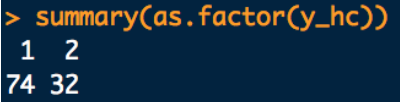 > summary(as.factor(y_hc))
1 2
74 32